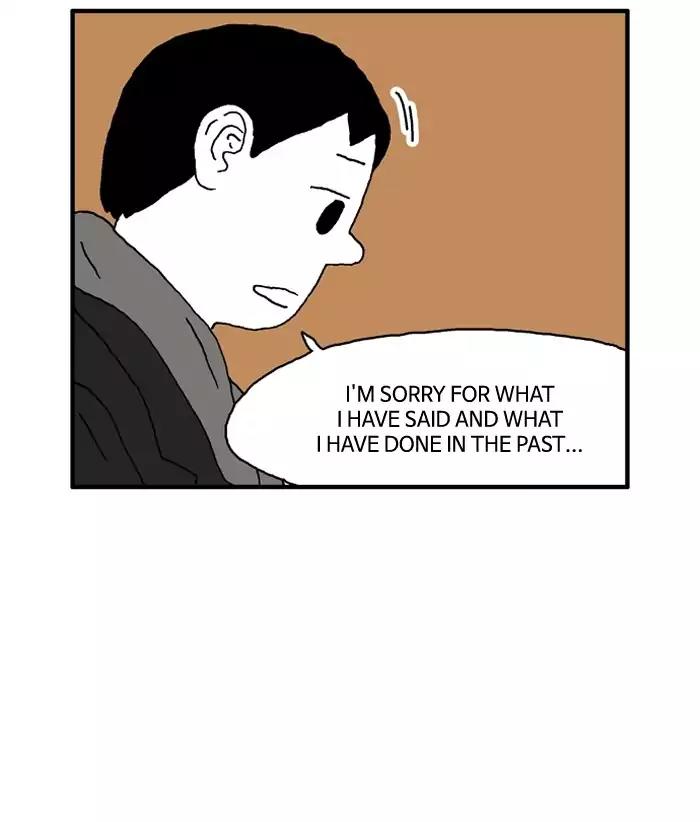 I'M SORRY FOR WHAT
I HAVE SAID AND WHAT
I HAVE DONE IN THE PAST...